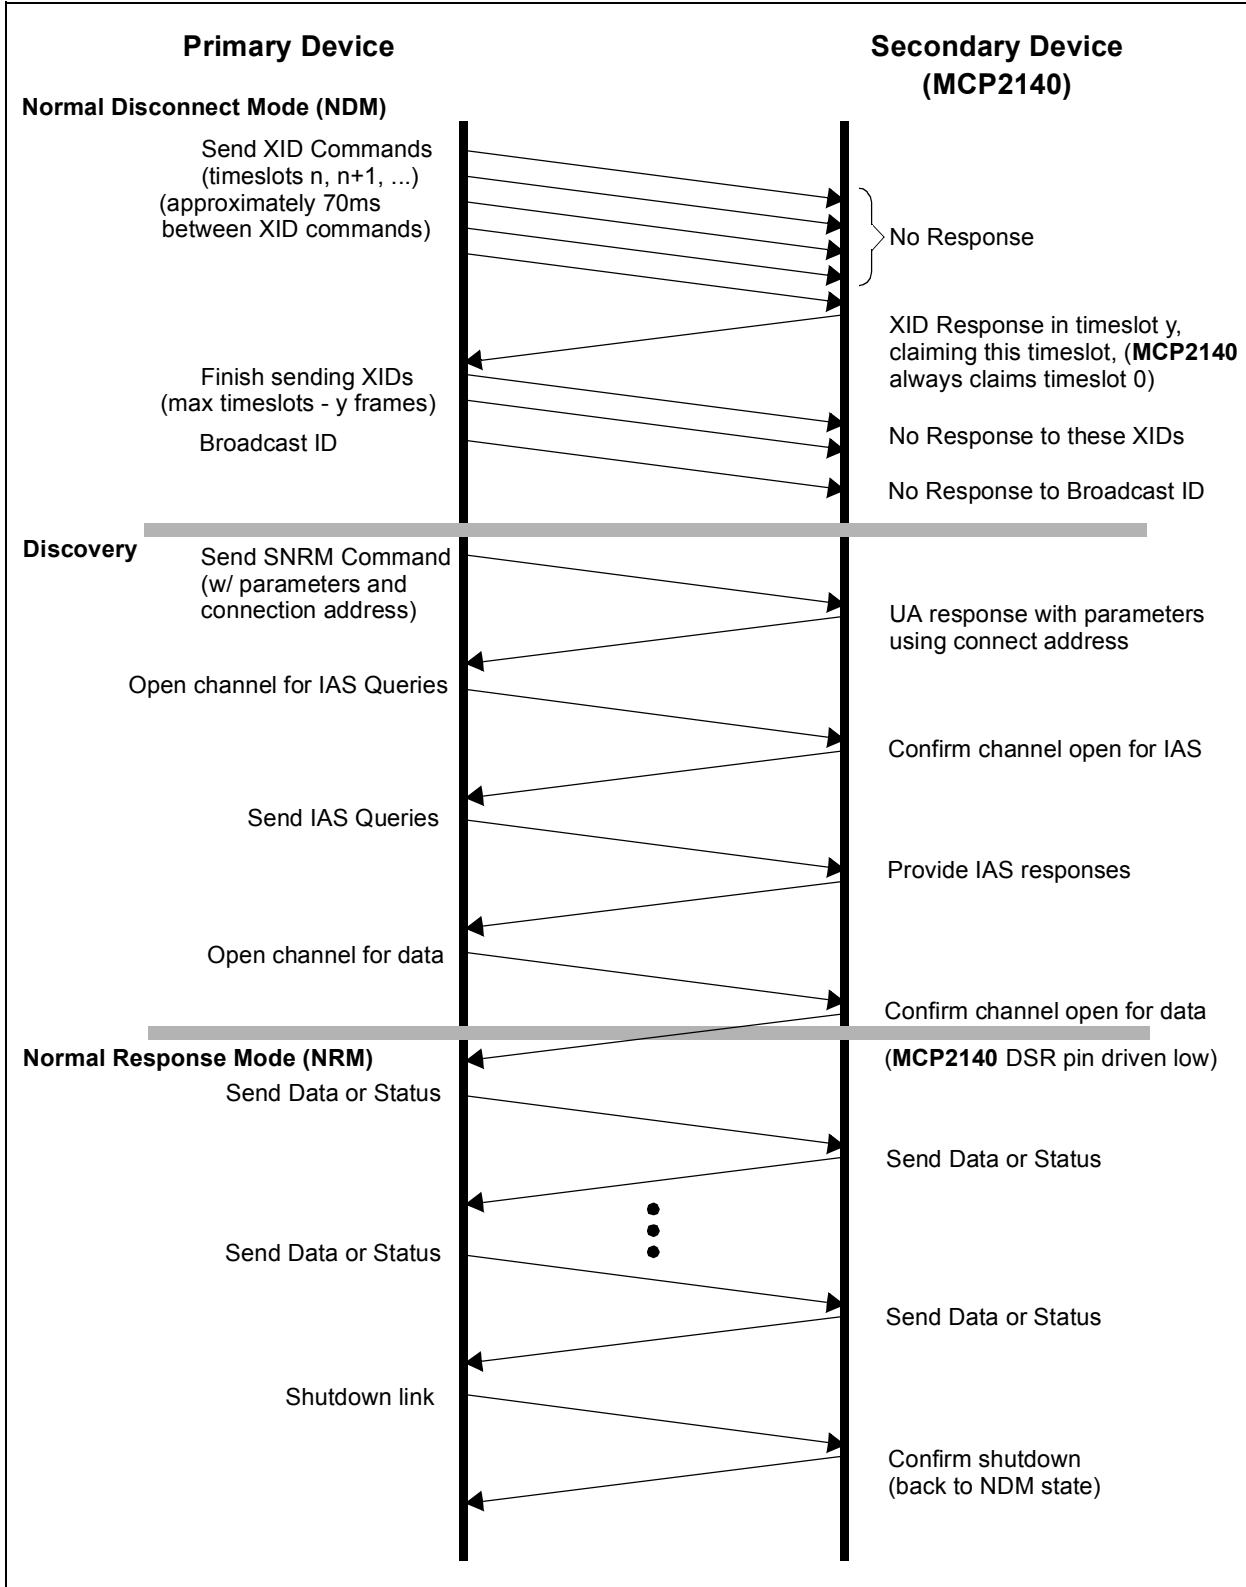 Primary Device
Secondary Device
(MCP2140)
Normal Disconnect Mode (NDM)
Send XID Commands
(timeslots n, n+1, ...)
(approximately 70ms
between XID commands)
No Response
XID Response in timeslot y,
claiming this timeslot, (MCP2140
always claims timeslot 0)
Finish sending XIDs
(max timeslots - y frames)
No Response to these XIDs
Broadcast ID
No Response to Broadcast ID
Discovery
Send SNRM Command
(w/ parameters and
connection address)
UA response with parameters
using connect address
Open channel for IAS Queries
Confirm channel open for IAS
Send IAS Queries
Provide IAS responses
Open channel for data
Confirm channel open for data
Normal Response Mode (NRM)
(MCP2140 DSR pin driven low)
Send Data or Status
Send Data or Status
Send Data or Status
Send Data or Status
Shutdown link
Confirm shutdown
(back to NDM state)